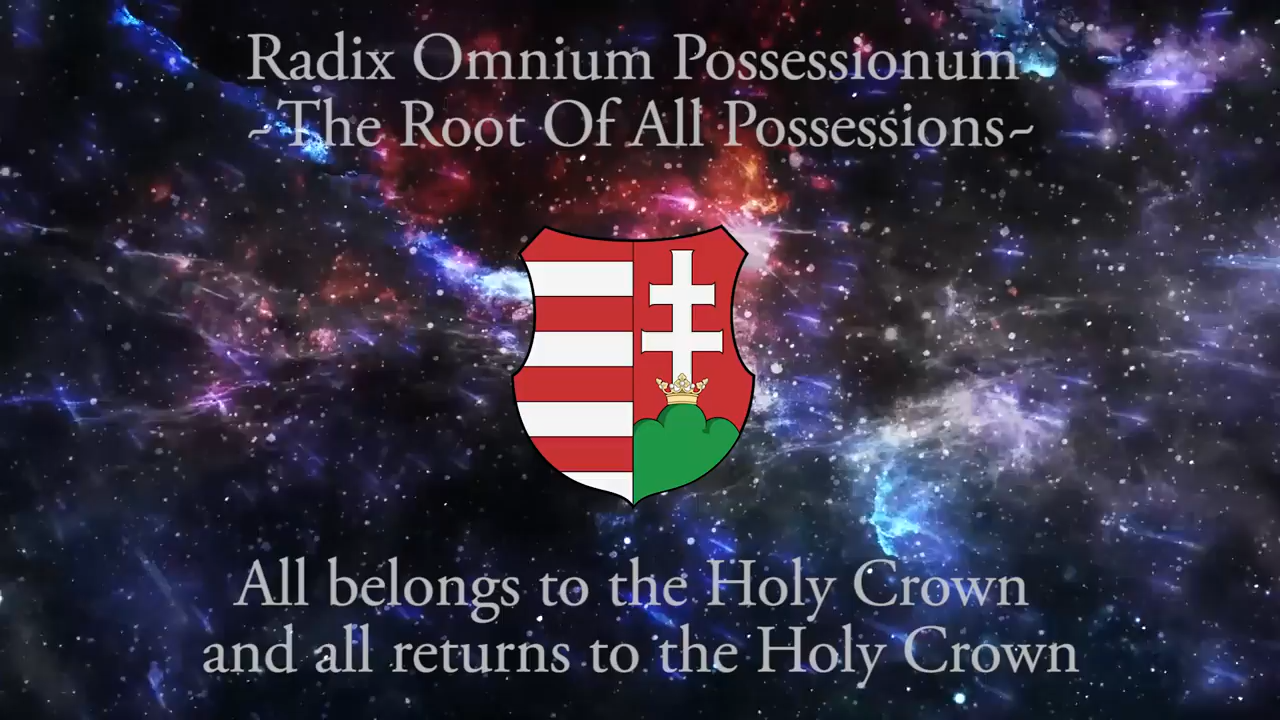 Radix Omnium Possessionum
~The Root Of All Possessions~
All belongs to the Holy Crown
and all returns to the Holy Crown